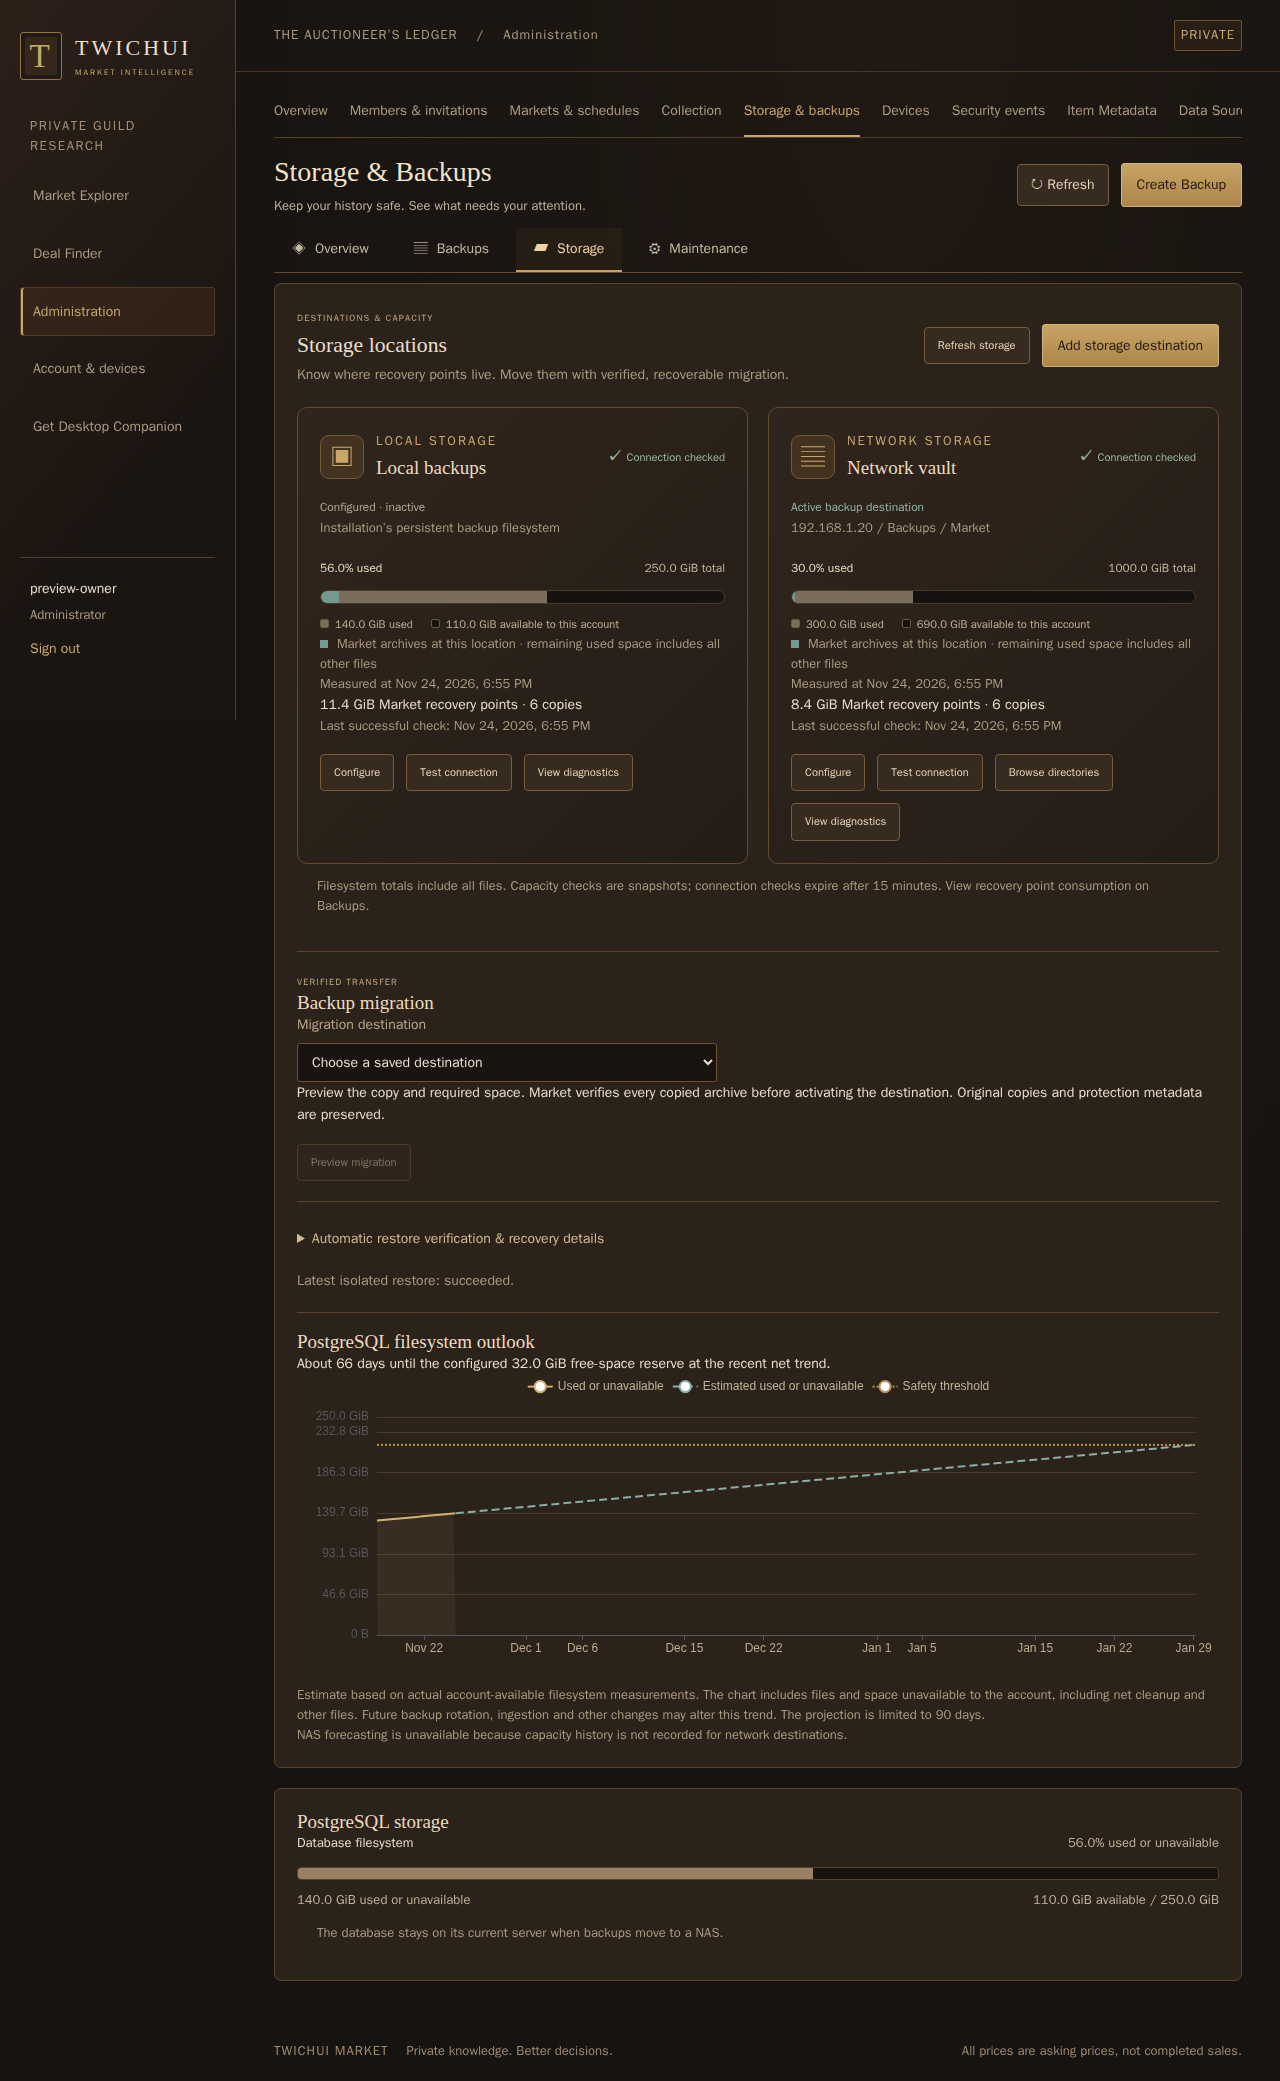 T
TWICHUI
MARKET INTELLIGENCE
PRIVATE GUILD
RESEARCH
Market Explorer
Deal Finder
Administration
Account & devices
Get Desktop Companion
preview-owner
Administrator
Sign out
THE AUCTIONEER'S LEDGER / Administration
PRIVATE
Overview Members & invitations Markets & schedules Collection Storage & backups Devices Security events Item Metadata Data Sour
Storage & Backups
Keep your history safe. See what needs your attention.
Refresh
Create Backup
Overview Backups Storage Maintenance
DESTINATIONS & CAPACITY
Storage locations
Know where recovery points live. Move them with verified, recoverable migration.
Refresh storage
Add storage destination
LOCAL STORAGE
Local backups
✓ Connection checked
Configured · inactive
Installation's persistent backup filesystem
56.0% used 250.0 GiB total
140.0 GiB used 110.0 GiB available to this account
Market archives at this location · remaining used space includes all
other files
Measured at Nov 24, 2026, 6:55 PM
11.4 GiB Market recovery points · 6 copies
Last successful check: Nov 24, 2026, 6:55 PM
Configure Test connection View diagnostics
NETWORK STORAGE
Network vault
✓ Connection checked
Active backup destination
192.168.1.20 / Backups / Market
30.0% used 1000.0 GiB total
300.0 GiB used 690.0 GiB available to this account
Market archives at this location · remaining used space includes all
other files
Measured at Nov 24, 2026, 6:55 PM
8.4 GiB Market recovery points · 6 copies
Last successful check: Nov 24, 2026, 6:55 PM
Configure Test connection Browse directories
View diagnostics
Filesystem totals include all files. Capacity checks are snapshots; connection checks expire after 15 minutes. View recovery point consumption on
Backups.
VERIFIED TRANSFER
Backup migration
Migration destination
Choose a saved destination
Preview the copy and required space. Market verifies every copied archive before activating the destination. Original copies and protection metadata
are preserved.
Preview migration
Automatic restore verification & recovery details
Latest isolated restore: succeeded.
PostgreSQL filesystem outlook
About 66 days until the configured 32.0 GiB free-space reserve at the recent net trend.
Used or unavailable Estimated used or unavailable Safety threshold
250.0 GiB
232.8 GiB
186.3 GiB
139.7 GiB
93.1 GiB
46.6 GiB
0 B
Nov 22 Dec 1 Dec 6 Dec 15 Dec 22 Jan 1 Jan 5 Jan 15 Jan 22 Jan 29
Estimate based on actual account-available filesystem measurements. The chart includes files and space unavailable to the account, including net cleanup and
other files. Future backup rotation, ingestion and other changes may alter this trend. The projection is limited to 90 days.
NAS forecasting is unavailable because capacity history is not recorded for network destinations.
PostgreSQL storage
Database filesystem 56.0% used or unavailable
140.0 GiB used or unavailable 110.0 GiB available / 250.0 GiB
The database stays on its current server when backups move to a NAS.
TWICHUI MARKET Private knowledge. Better decisions.
All prices are asking prices, not completed sales.